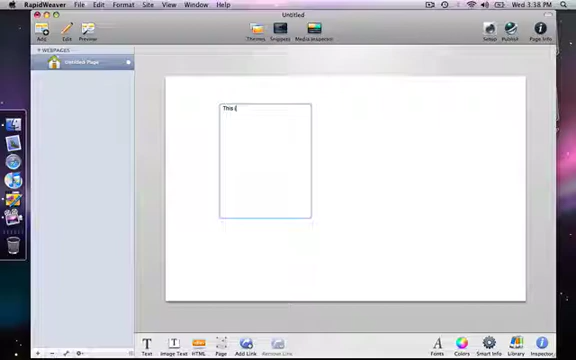 RapidWeaver File Edit Format View Window Help Wed 3:38 PM
Untitled
Add Edit Preview Themes Snippets Media Inspector Setup Publish Page Info
WEBPAGES
Untitled Page
This i
Text Image Text HTML Page Add Link Remove Link Fonts Colors Smart Info Library Inspector